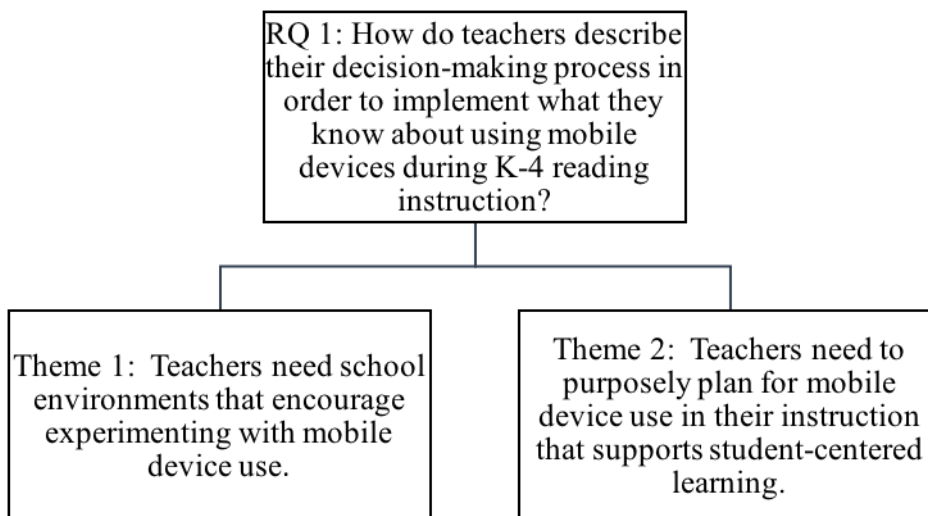 RQ 1: How do teachers describe
their decision-making process in
order to implement what they
know about using mobile
devices during K-4 reading
instruction?
Theme 1:  Teachers need school
environments that encourage
experimenting with mobile
device use.
Theme 2:  Teachers need to
purposely plan for mobile
device use in their instruction
that supports student-centered
learning.